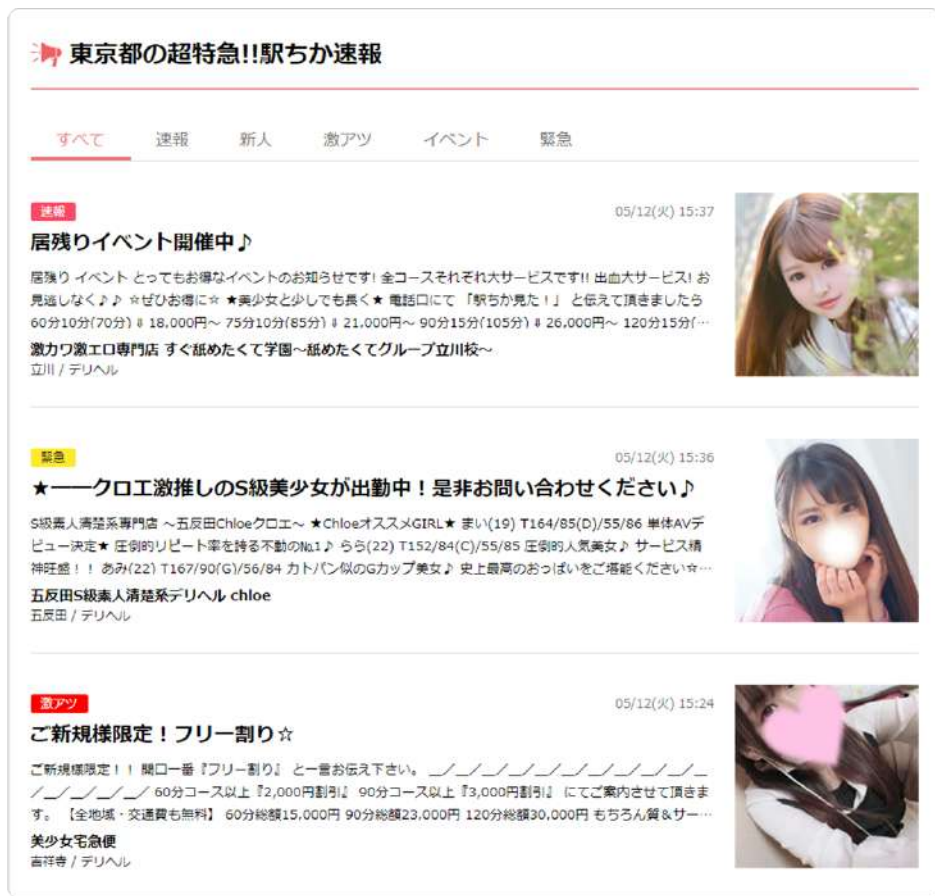 東京都の超特急!!駅ちか速報
すべて 速報 新人 激アツ イベント 緊急
速報 05/12(火) 15:37
居残りイベント開催中♪
居残り イベント とってもお得なイベントのお知らせです! 全コースそれぞれ大サービスです!! 出血大サービス! お
見逃しなく♪♪ ☆ぜひお得に☆ ★美少女と少しでも長く★ 電話口にて 「駅ちか見た！」 と伝えて頂きましたら
60分10分(70分) ⇓ 18,000円～ 75分10分(85分) ⇓ 21,000円～ 90分15分(105分) ⇓ 26,000円～ 120分15分(…
激カワ激エロ専門店 すぐ舐めたくて学園～舐めたくてグループ立川校～
立川 / デリヘル
緊急 05/12(火) 15:36
★━━クロエ激推しのS級美少女が出勤中！是非お問い合わせください♪
S級素人清楚系専門店 ～五反田Chloeクロエ～ ★ChloeオススメGIRL★ まい(19) T164/85(D)/55/86 単体AVデ
ビュー決定★ 圧倒的リピート率を誇る不動の№1♪ らら(22) T152/84(C)/55/85 圧倒的人気美女♪ サービス精
神旺盛！！ あみ(22) T167/90(G)/56/84 カトパン似のGカップ美女♪ 史上最高のおっぱいをご堪能ください☆…
五反田S級素人清楚系デリヘル chloe
五反田 / デリヘル
激アツ 05/12(火) 15:24
ご新規様限定！フリー割り☆
ご新規様限定！！ 開口一番『フリー割り』 と一言お伝え下さい。 __/__/__/__/__/__/__/__/__/__/__
/__/__/__/__/ 60分コース以上『2,000円割引』 90分コース以上『3,000円割引』 にてご案内させて頂きま
す。 【全地域・交通費も無料】 60分総額15,000円 90分総額23,000円 120分総額30,000円 もちろん質&サー…
美少女宅急便
吉祥寺 / デリヘル